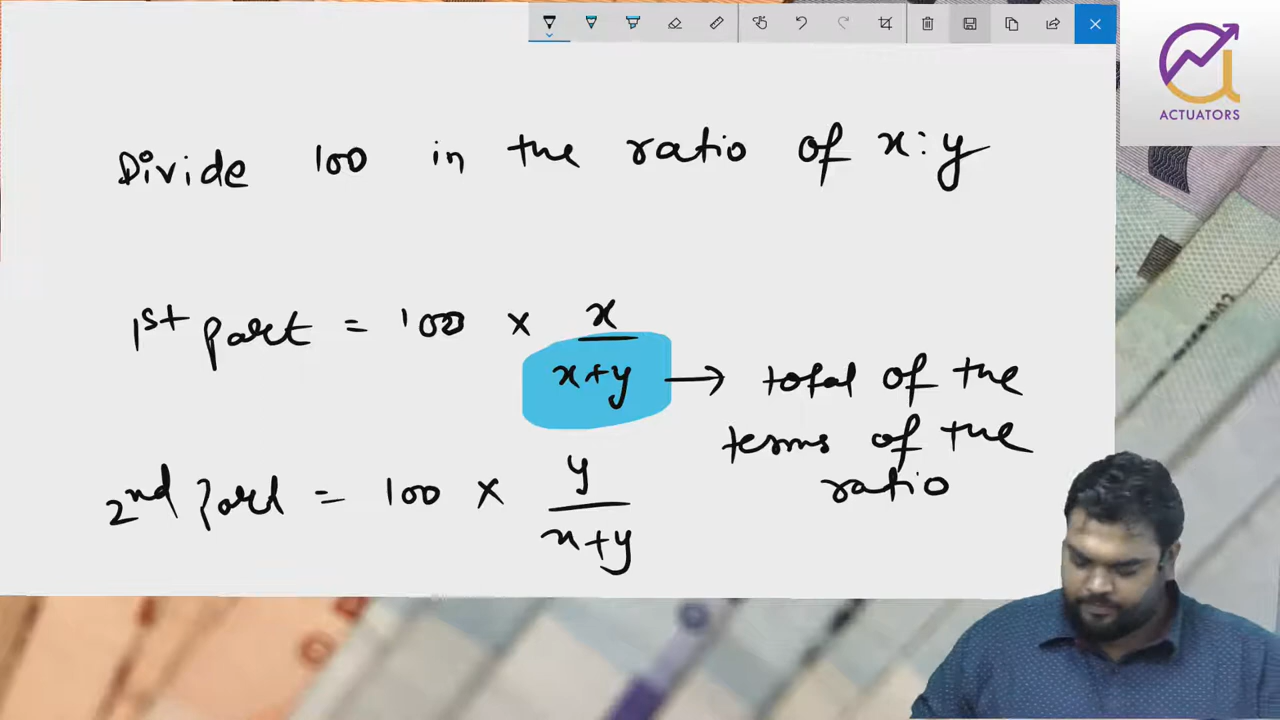 ACTUATORS
Divide 100 in the ratio of x:y
1st part = 100 × x/x+y → total of the
terms of the
ratio
2nd Part = 100 × y/x+y